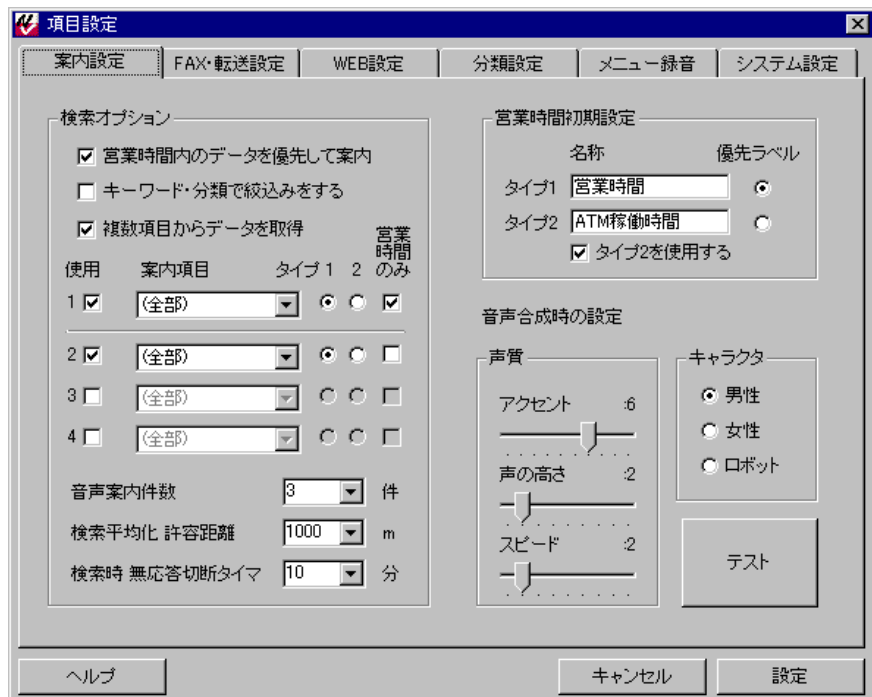 項目設定
案内設定 FAX・転送設定 WEB設定 分類設定 メニュー録音 システム設定
検索オプション
営業時間内のデータを優先して案内
キーワード・分類で絞込みをする
複数項目からデータを取得
使用 案内項目 タイプ 1 2 営業時間のみ
1 (全部)
2 (全部)
3 (全部)
4 (全部)
音声案内件数 3 件
検索平均化 許容距離 1000 m
検索時 無応答切断タイマ 10 分
営業時間初期設定
名称 優先ラベル
タイプ1 営業時間
タイプ2 ATM稼働時間
タイプ2を使用する
音声合成時の設定
声質
アクセント :6
声の高さ :2
スピード :2
キャラクタ
男性
女性
ロボット
テスト
ヘルプ キャンセル 設定